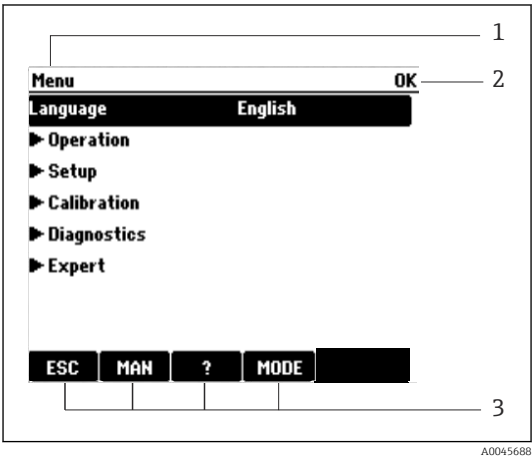 1
Menu OK 2
Language English
Operation
Setup
Calibration
Diagnostics
Expert
ESC MAN ? MODE
3
A0045688